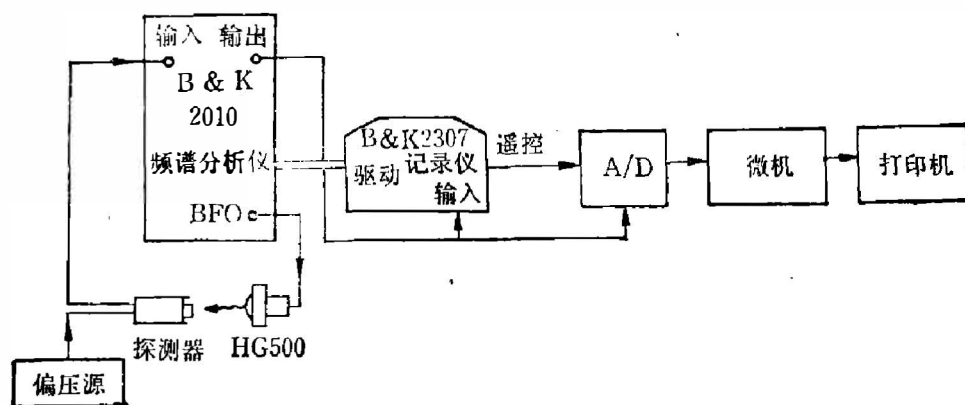 输入 输出
B & K
2010
频谱分析仪
BFO
B&K2307
记录仪
驱动
输入
遥控
A/D
微机
打印机
探测器
HG500
偏压源